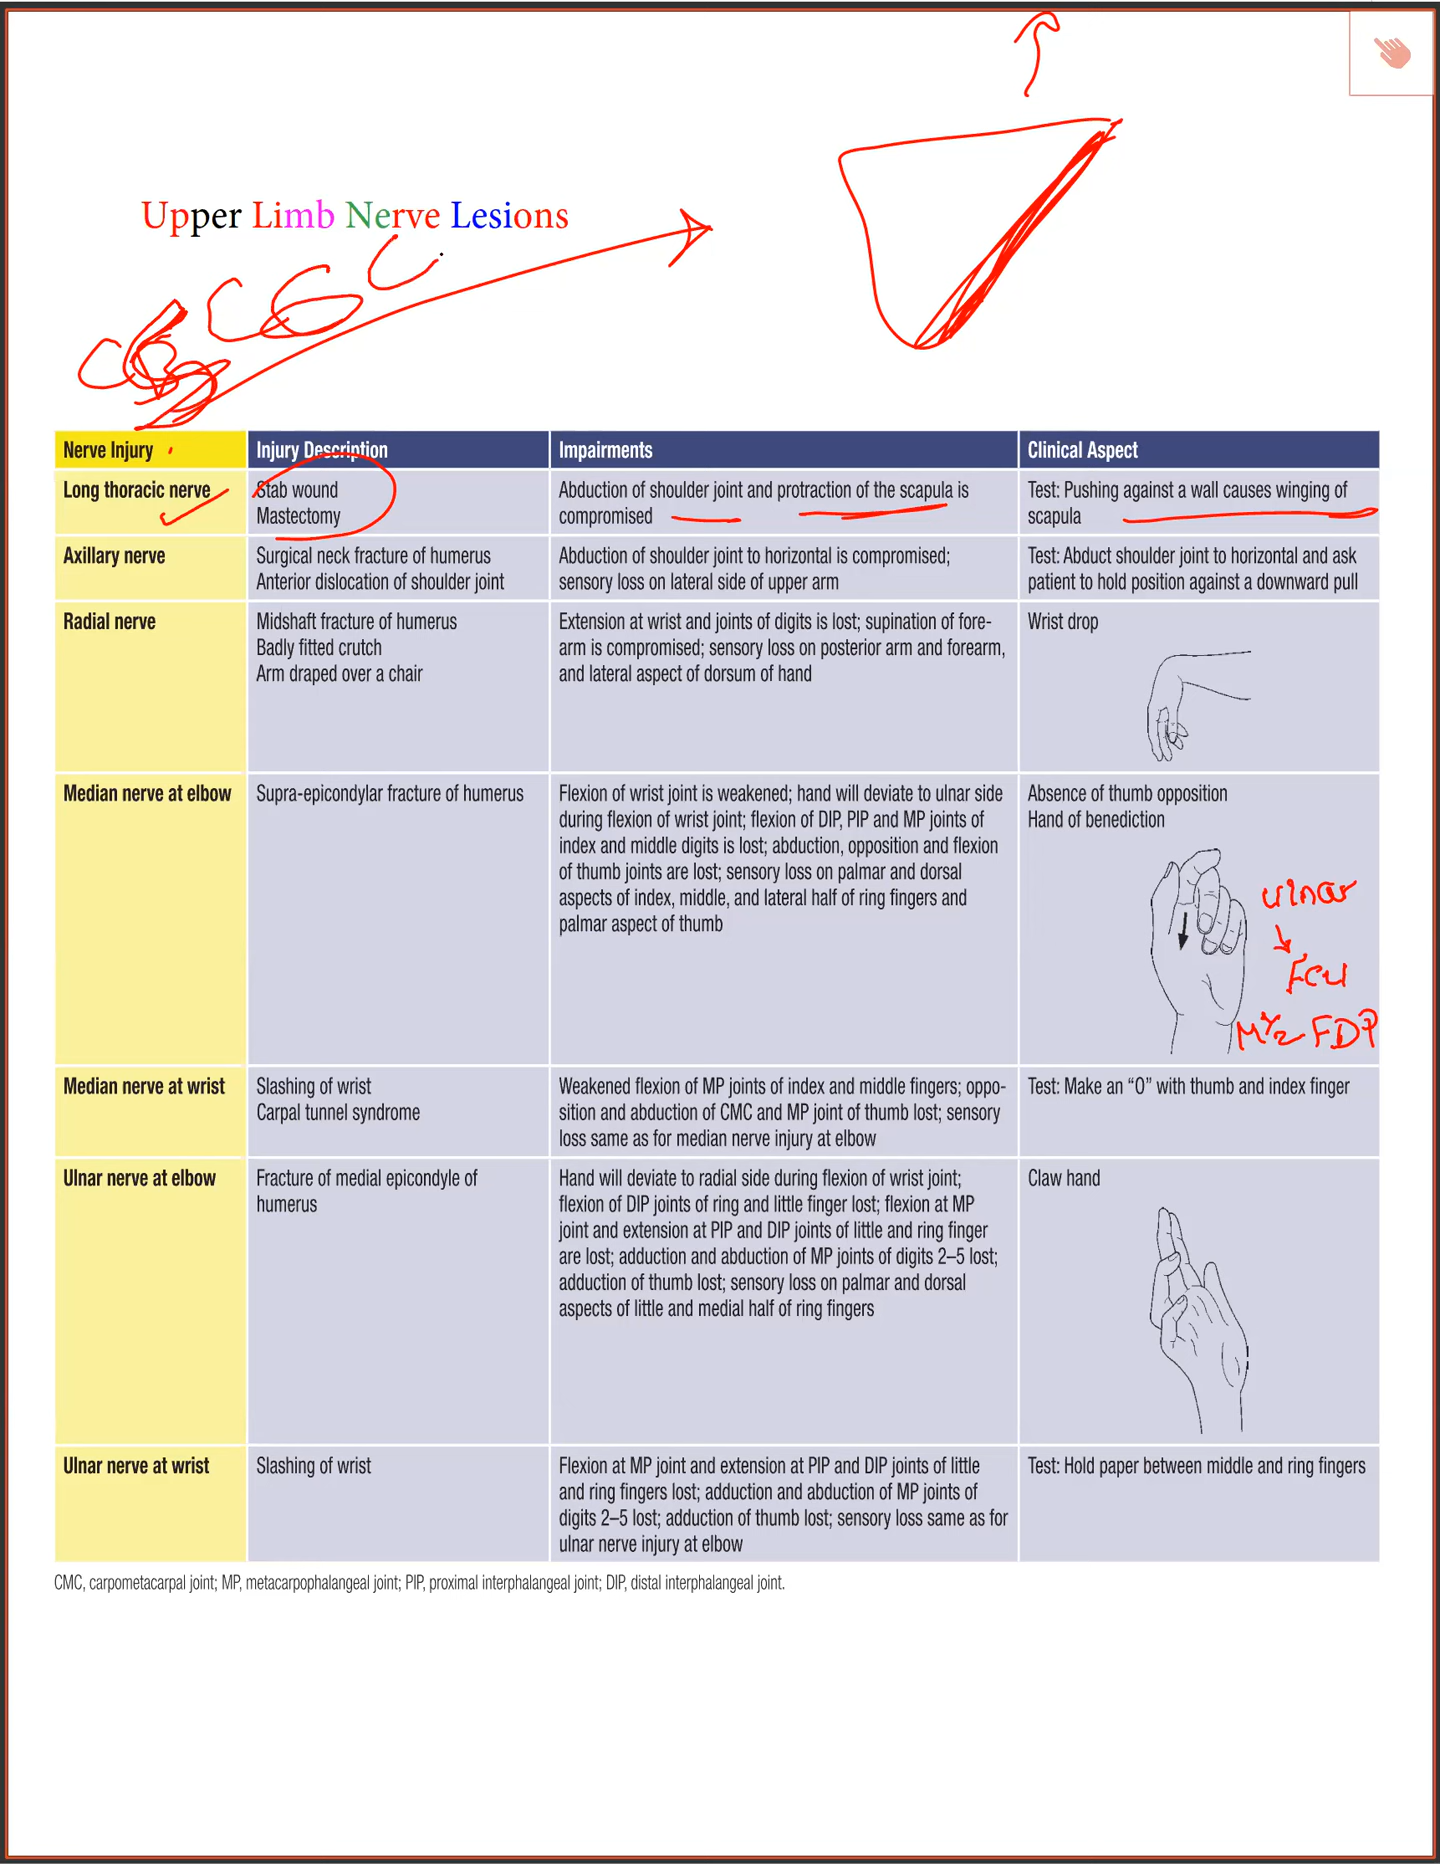 Upper Limb Nerve Lesions
C5 C6 C
Nerve Injury
Injury Description
Impairments
Clinical Aspect
Long thoracic nerve
Stab wound
Mastectomy
Abduction of shoulder joint and protraction of the scapula is
compromised
Test: Pushing against a wall causes winging of
scapula
Axillary nerve
Surgical neck fracture of humerus
Anterior dislocation of shoulder joint
Abduction of shoulder joint to horizontal is compromised;
sensory loss on lateral side of upper arm
Test: Abduct shoulder joint to horizontal and ask
patient to hold position against a downward pull
Radial nerve
Midshaft fracture of humerus
Badly fitted crutch
Arm draped over a chair
Extension at wrist and joints of digits is lost; supination of fore-
arm is compromised; sensory loss on posterior arm and forearm,
and lateral aspect of dorsum of hand
Wrist drop
Median nerve at elbow
Supra-epicondylar fracture of humerus
Flexion of wrist joint is weakened; hand will deviate to ulnar side
during flexion of wrist joint; flexion of DIP, PIP and MP joints of
index and middle digits is lost; abduction, opposition and flexion
of thumb joints are lost; sensory loss on palmar and dorsal
aspects of index, middle, and lateral half of ring fingers and
palmar aspect of thumb
Absence of thumb opposition
Hand of benediction
ulnar
FCU
M½ FDP
Median nerve at wrist
Slashing of wrist
Carpal tunnel syndrome
Weakened flexion of MP joints of index and middle fingers; oppo-
sition and abduction of CMC and MP joint of thumb lost; sensory
loss same as for median nerve injury at elbow
Test: Make an “O” with thumb and index finger
Ulnar nerve at elbow
Fracture of medial epicondyle of
humerus
Hand will deviate to radial side during flexion of wrist joint;
flexion of DIP joints of ring and little finger lost; flexion at MP
joint and extension at PIP and DIP joints of little and ring finger
are lost; adduction and abduction of MP joints of digits 2–5 lost;
adduction of thumb lost; sensory loss on palmar and dorsal
aspects of little and medial half of ring fingers
Claw hand
Ulnar nerve at wrist
Slashing of wrist
Flexion at MP joint and extension at PIP and DIP joints of little
and ring fingers lost; adduction and abduction of MP joints of
digits 2–5 lost; adduction of thumb lost; sensory loss same as for
ulnar nerve injury at elbow
Test: Hold paper between middle and ring fingers
CMC, carpometacarpal joint; MP, metacarpophalangeal joint; PIP, proximal interphalangeal joint; DIP, distal interphalangeal joint.